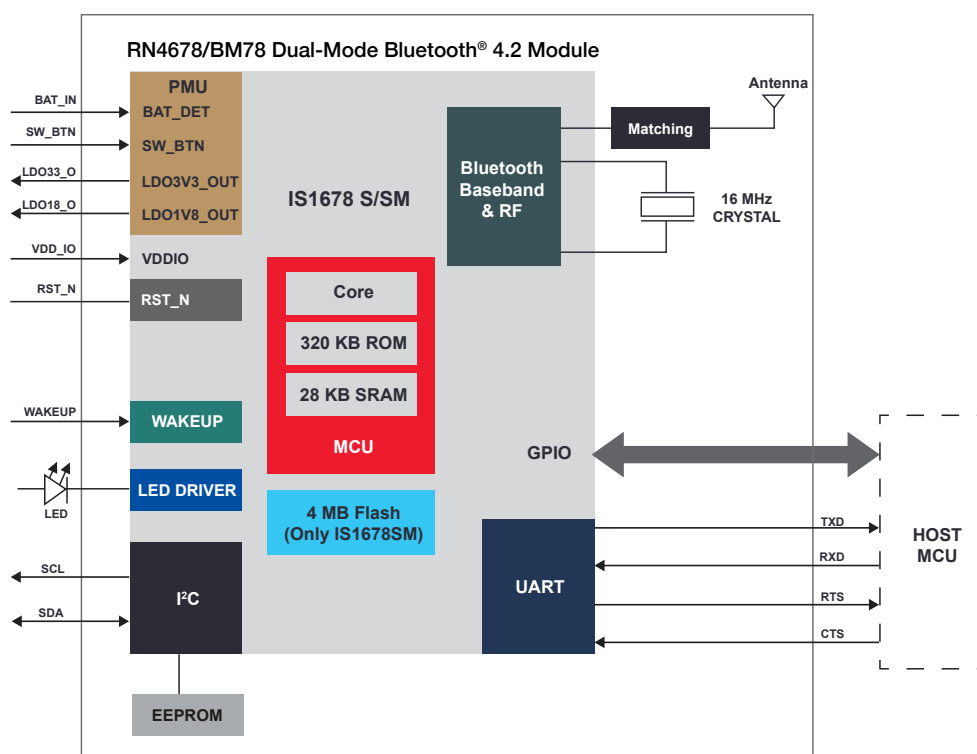 RN4678/BM78 Dual-Mode Bluetooth® 4.2 Module
PMU
BAT_IN
BAT_DET
SW_BTN
SW_BTN
LDO33_O
LDO3V3_OUT
LDO18_O
LDO1V8_OUT
VDD_IO
VDDIO
RST_N
RST_N
WAKEUP
WAKEUP
LED
LED DRIVER
SCL
SDA
I²C
EEPROM
IS1678 S/SM
Core
320 KB ROM
28 KB SRAM
MCU
4 MB Flash
(Only IS1678SM)
Bluetooth
Baseband
& RF
Matching
Antenna
16 MHz
CRYSTAL
GPIO
UART
TXD
RXD
RTS
CTS
HOST
MCU